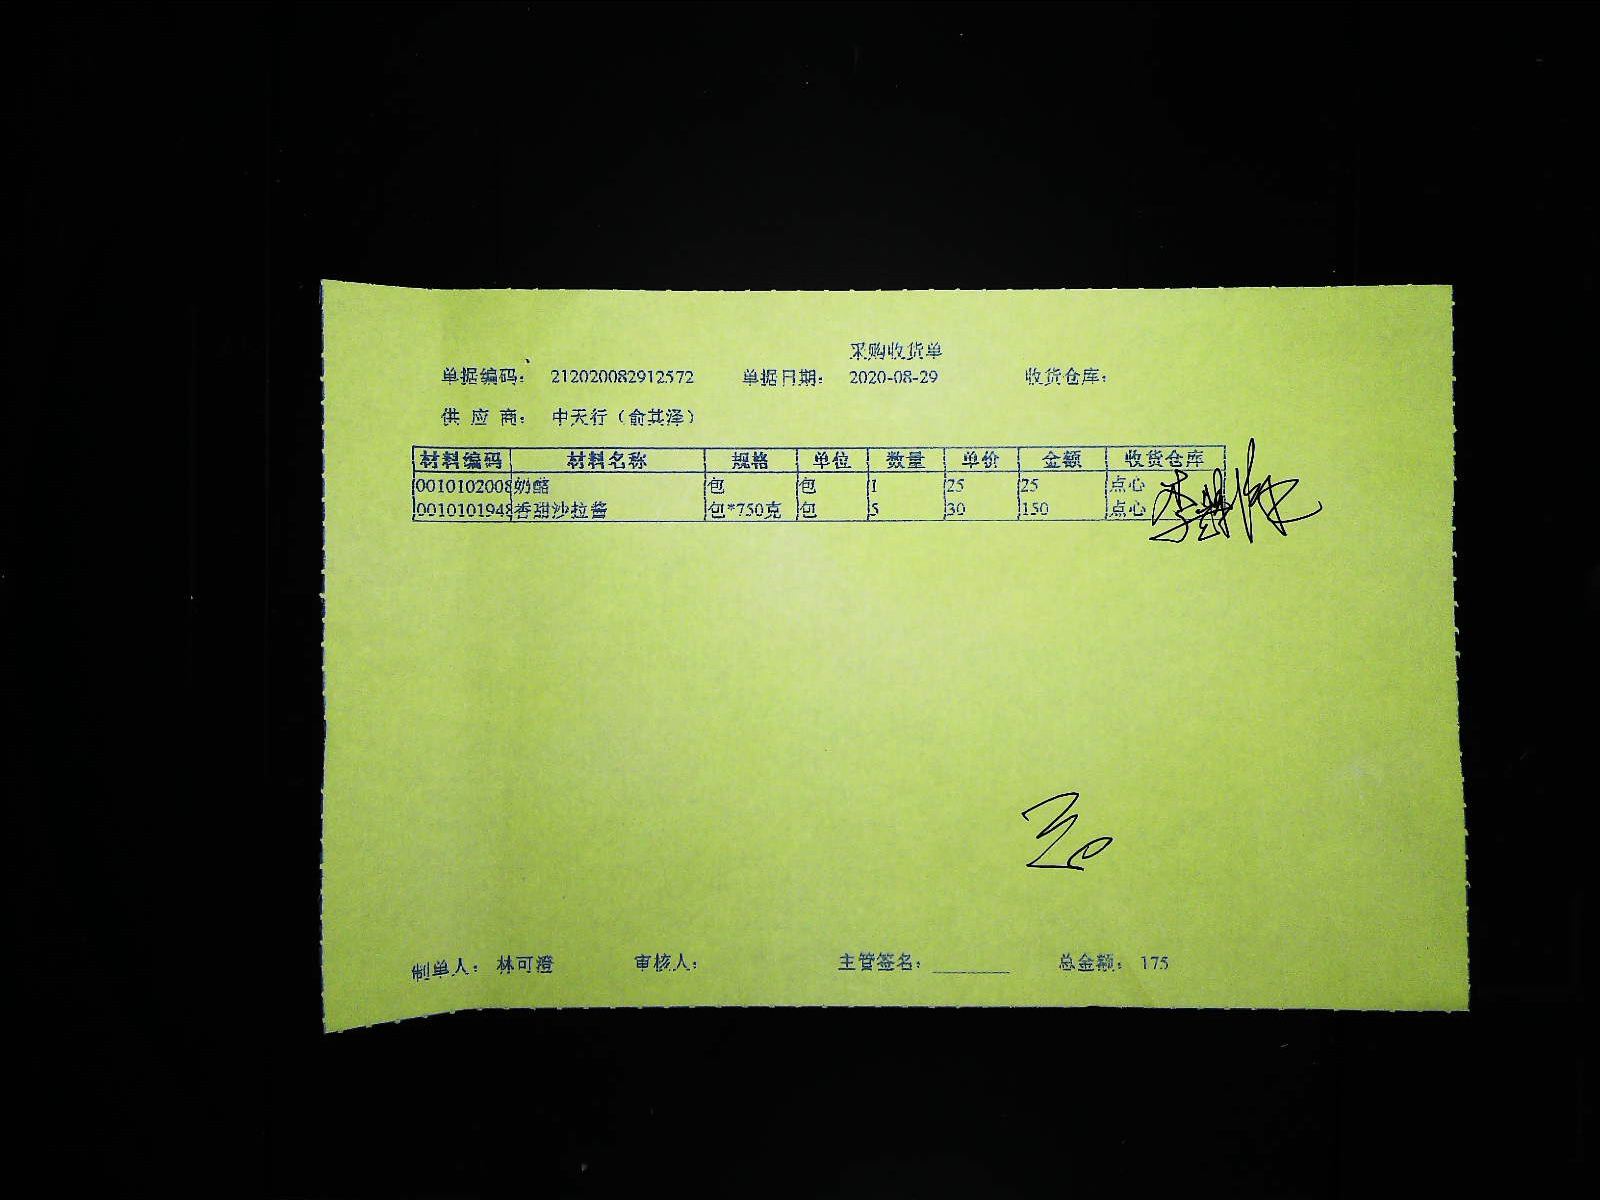 采购收货单
单据编码： 212020082912572 单据日期： 2020-08-29 收货仓库：
供 应 商： 中天行（俞其泽）
材料编码 材料名称 规格 单位 数量 单价 金额 收货仓库
0010102008 奶酪 包 包 1 25 25 点心
0010101948 香甜沙拉酱 包*750克 包 5 30 150 点心
制单人： 林可澄 审核人： 主管签名：________ 总金额： 175